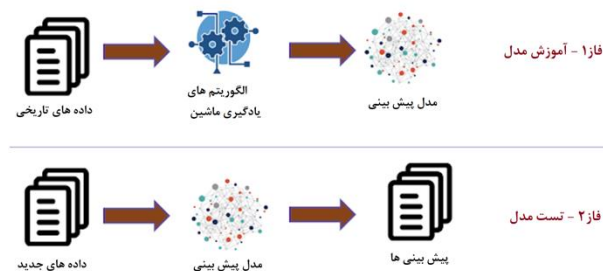 فاز۱ - آموزش مدل
داده های تاریخی
الگوریتم های
یادگیری ماشین
مدل پیش بینی
فاز۲ - تست مدل
داده های جدید
مدل پیش بینی
پیش بینی ها